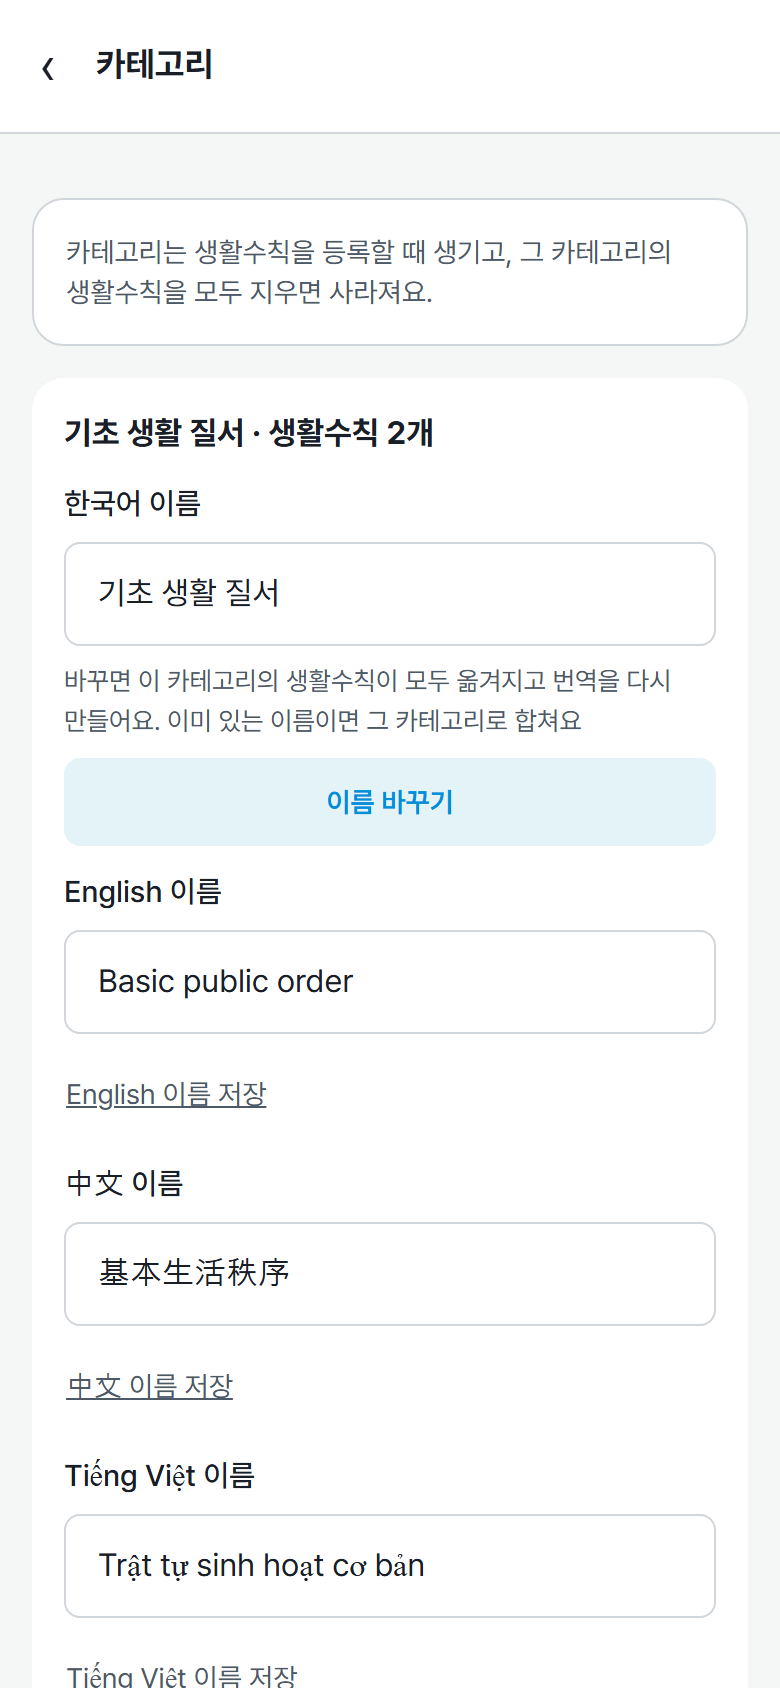 카테고리
카테고리는 생활수칙을 등록할 때 생기고, 그 카테고리의
생활수칙을 모두 지우면 사라져요.
기초 생활 질서 · 생활수칙 2개
한국어 이름
기초 생활 질서
바꾸면 이 카테고리의 생활수칙이 모두 옮겨지고 번역을 다시
만들어요. 이미 있는 이름이면 그 카테고리로 합쳐요
이름 바꾸기
English 이름
Basic public order
English 이름 저장
中文 이름
基本生活秩序
中文 이름 저장
Tiếng Việt 이름
Trật tự sinh hoạt cơ bản
Tiếng Việt 이름 저장